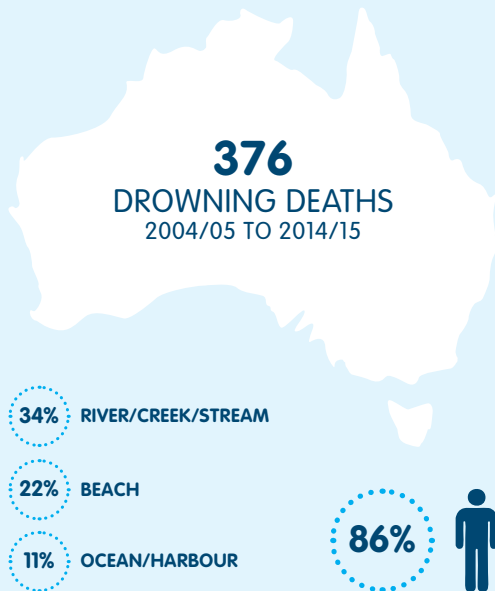 376
DROWNING DEATHS
2004/05 TO 2014/15
34% RIVER/CREEK/STREAM
22% BEACH
11% OCEAN/HARBOUR
86%